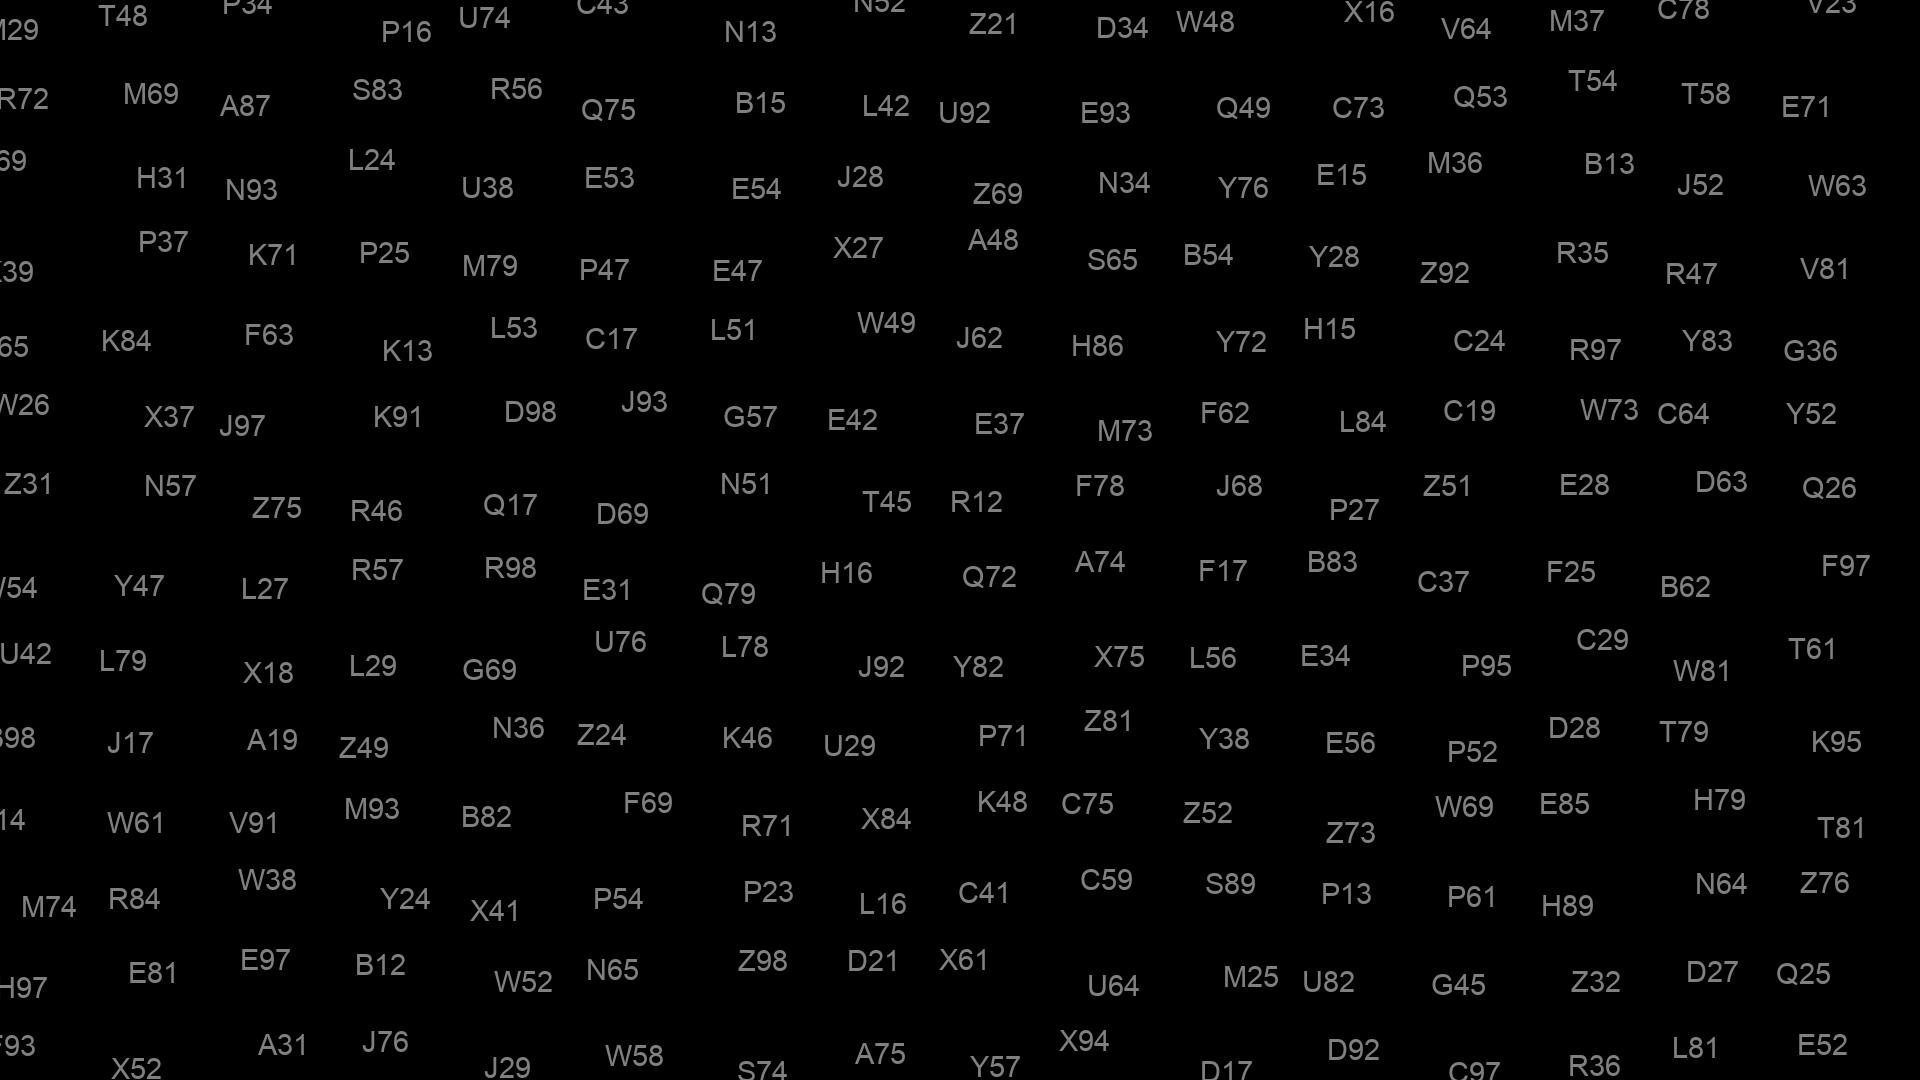 T48 P34 P16 U74 C43 N13 N52 Z21 D34 W48 X16 V64 M37 C78 V23
R72 M69 A87 S83 R56 Q75 B15 L42 U92 E93 Q49 C73 Q53 T54 T58 E71
69 H31 N93 L24 U38 E53 E54 J28 Z69 N34 Y76 E15 M36 B13 J52 W63
39 P37 K71 P25 M79 P47 E47 X27 A48 S65 B54 Y28 Z92 R35 R47 V81
65 K84 F63 K13 L53 C17 L51 W49 J62 H86 Y72 H15 C24 R97 Y83 G36
W26 X37 J97 K91 D98 J93 G57 E42 E37 M73 F62 L84 C19 W73 C64 Y52
Z31 N57 Z75 R46 Q17 D69 N51 T45 R12 F78 J68 P27 Z51 E28 D63 Q26
54 Y47 L27 R57 R98 E31 Q79 H16 Q72 A74 F17 B83 C37 F25 B62 F97
U42 L79 X18 L29 G69 U76 L78 J92 Y82 X75 L56 E34 P95 C29 W81 T61
98 J17 A19 Z49 N36 Z24 K46 U29 P71 Z81 Y38 E56 P52 D28 T79 K95
14 W61 V91 M93 B82 F69 R71 X84 K48 C75 Z52 Z73 W69 E85 H79 T81
M74 R84 W38 Y24 X41 P54 P23 L16 C41 C59 S89 P13 P61 H89 N64 Z76
H97 E81 E97 B12 W52 N65 Z98 D21 X61 U64 M25 U82 G45 Z32 D27 Q25
93 X52 A31 J76 J29 W58 S74 A75 Y57 X94 D17 D92 C97 R36 L81 E52